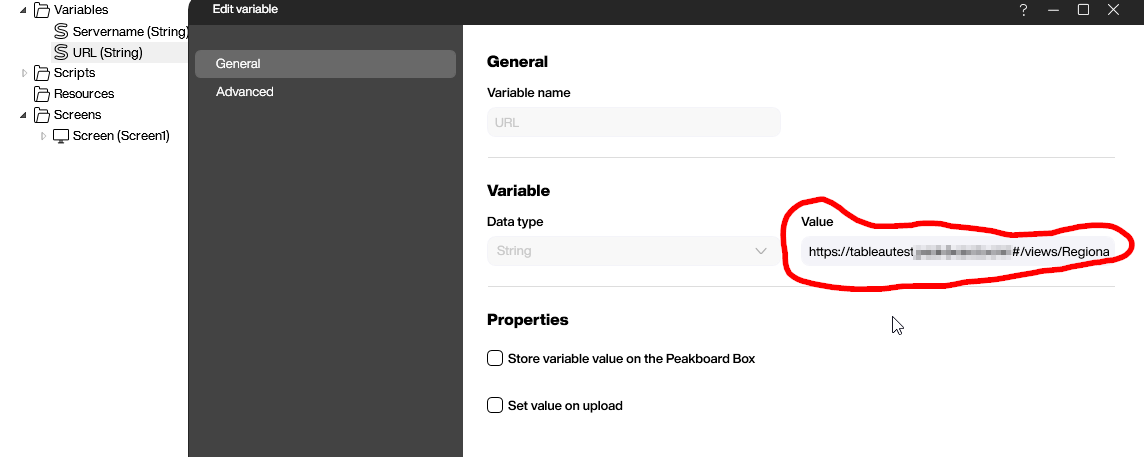 Variables
Edit variable
?
Servername (String)
General
URL (String)
General
Scripts
Advanced
Variable name
Resources
URL
Screens
Screen (Screen1)
Variable
Data type
Value
String
https://tableautest #/views/Regiona
Properties
Store variable value on the Peakboard Box
Set value on upload